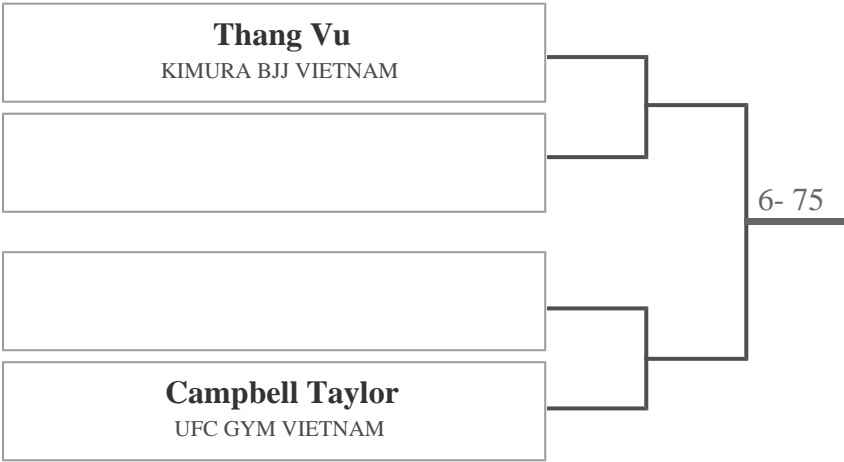 Thang Vu
KIMURA BJJ VIETNAM
6- 75
Campbell Taylor
UFC GYM VIETNAM